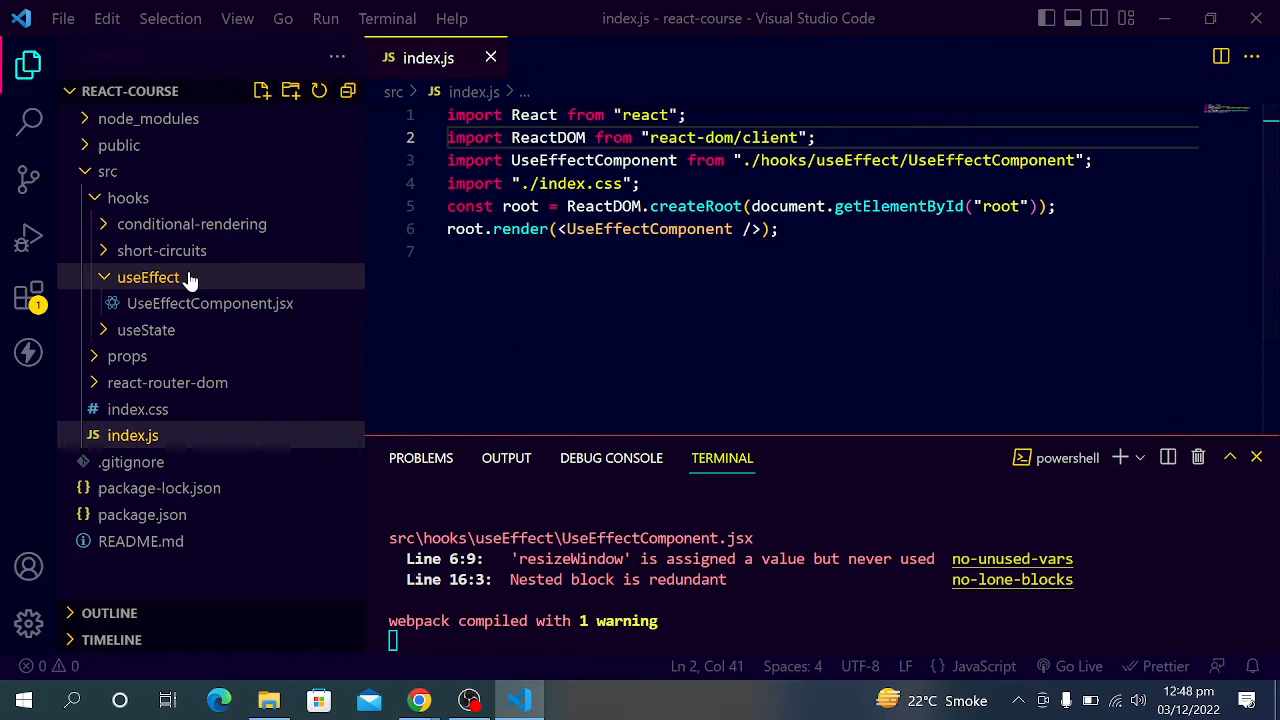 File Edit Selection View Go Run Terminal Help index.js - react-course - Visual Studio Code
JS index.js
REACT-COURSE
node_modules
public
src
hooks
conditional-rendering
short-circuits
useEffect
UseEffectComponent.jsx
useState
props
react-router-dom
# index.css
JS index.js
.gitignore
{} package-lock.json
{} package.json
README.md
OUTLINE
TIMELINE
1
src > JS index.js > ...
1 import React from "react";
2 import ReactDOM from "react-dom/client";
3 import UseEffectComponent from "./hooks/useEffect/UseEffectComponent";
4 import "./index.css";
5 const root = ReactDOM.createRoot(document.getElementById("root"));
6 root.render(<UseEffectComponent />);
7
PROBLEMS OUTPUT DEBUG CONSOLE TERMINAL powershell
src\hooks\useEffect\UseEffectComponent.jsx
Line 6:9: 'resizeWindow' is assigned a value but never used no-unused-vars
Line 16:3: Nested block is redundant no-lone-blocks
webpack compiled with 1 warning
0 0 Ln 2, Col 41 Spaces: 4 UTF-8 LF {} JavaScript Go Live Prettier
22°C Smoke 12:48 pm
03/12/2022